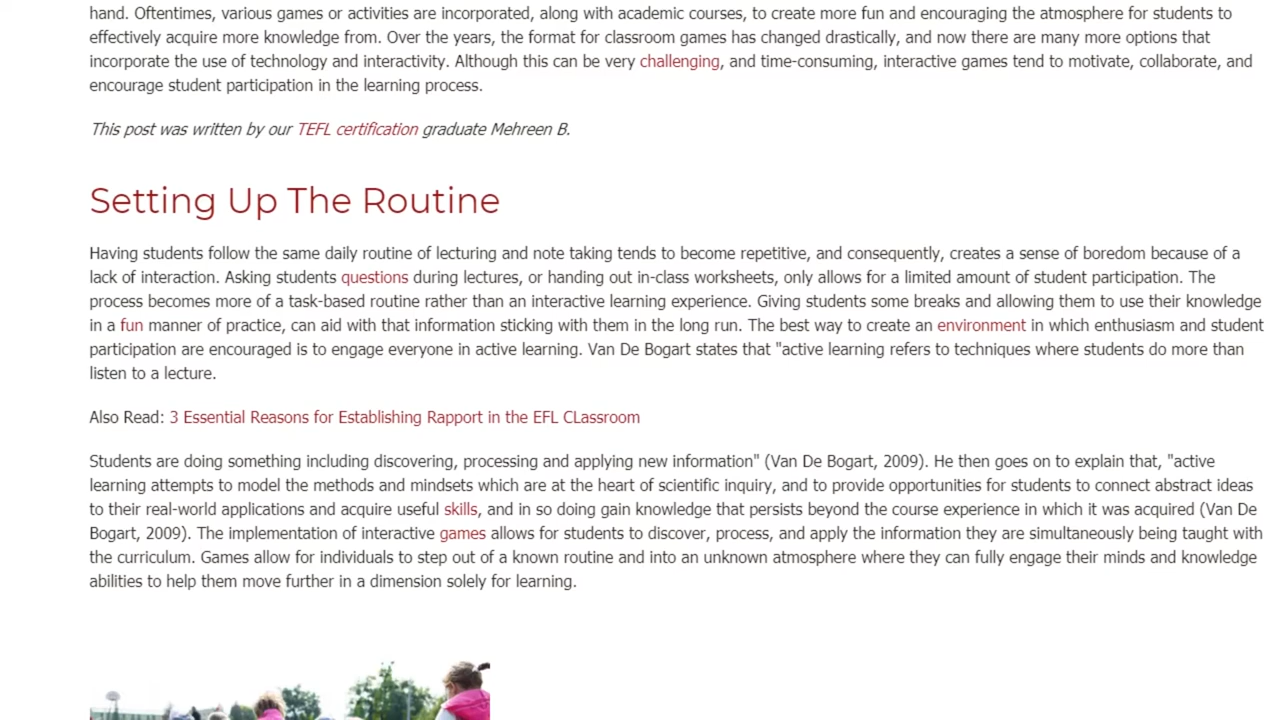 hand. Oftentimes, various games or activities are incorporated, along with academic courses, to create more fun and encouraging the atmosphere for students to
effectively acquire more knowledge from. Over the years, the format for classroom games has changed drastically, and now there are many more options that
incorporate the use of technology and interactivity. Although this can be very challenging, and time-consuming, interactive games tend to motivate, collaborate, and
encourage student participation in the learning process.
This post was written by our TEFL certification graduate Mehreen B.
Setting Up The Routine
Having students follow the same daily routine of lecturing and note taking tends to become repetitive, and consequently, creates a sense of boredom because of a
lack of interaction. Asking students questions during lectures, or handing out in-class worksheets, only allows for a limited amount of student participation. The
process becomes more of a task-based routine rather than an interactive learning experience. Giving students some breaks and allowing them to use their knowledge
in a fun manner of practice, can aid with that information sticking with them in the long run. The best way to create an environment in which enthusiasm and student
participation are encouraged is to engage everyone in active learning. Van De Bogart states that "active learning refers to techniques where students do more than
listen to a lecture.
Also Read: 3 Essential Reasons for Establishing Rapport in the EFL CLassroom
Students are doing something including discovering, processing and applying new information" (Van De Bogart, 2009). He then goes on to explain that, "active
learning attempts to model the methods and mindsets which are at the heart of scientific inquiry, and to provide opportunities for students to connect abstract ideas
to their real-world applications and acquire useful skills, and in so doing gain knowledge that persists beyond the course experience in which it was acquired (Van De
Bogart, 2009). The implementation of interactive games allows for students to discover, process, and apply the information they are simultaneously being taught with
the curriculum. Games allow for individuals to step out of a known routine and into an unknown atmosphere where they can fully engage their minds and knowledge
abilities to help them move further in a dimension solely for learning.